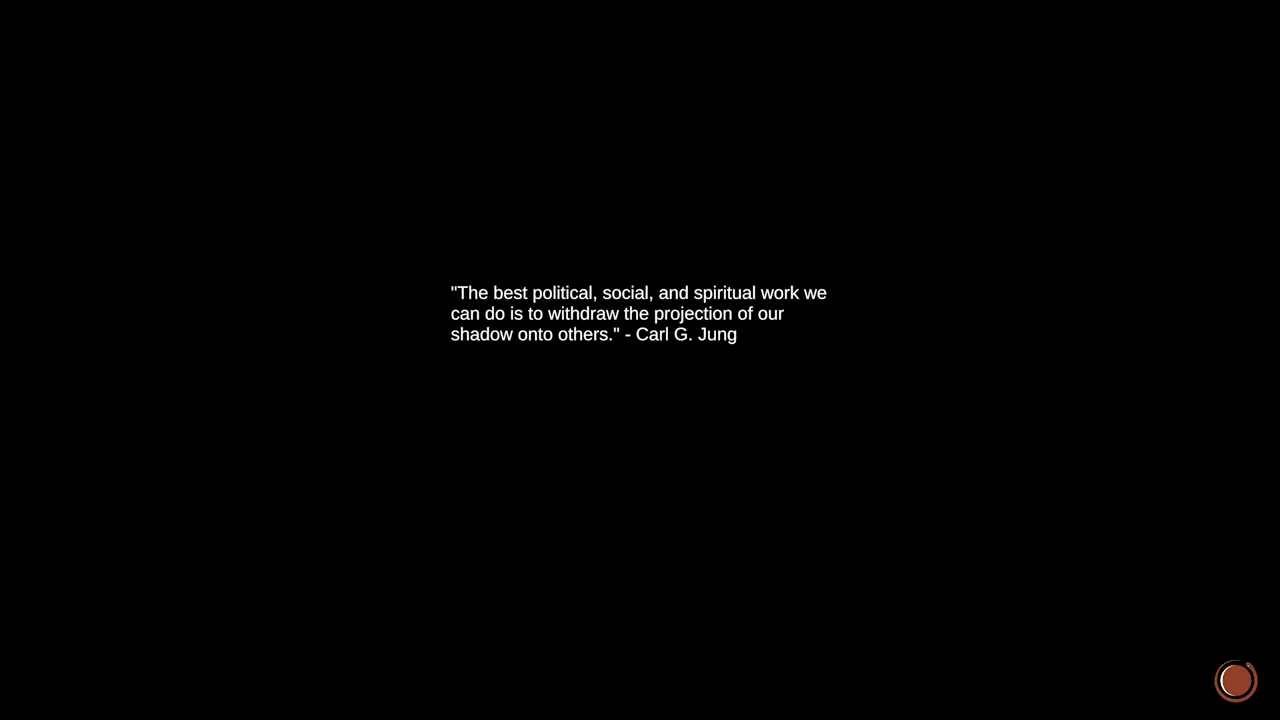 "The best political, social, and spiritual work we
can do is to withdraw the projection of our
shadow onto others." - Carl G. Jung